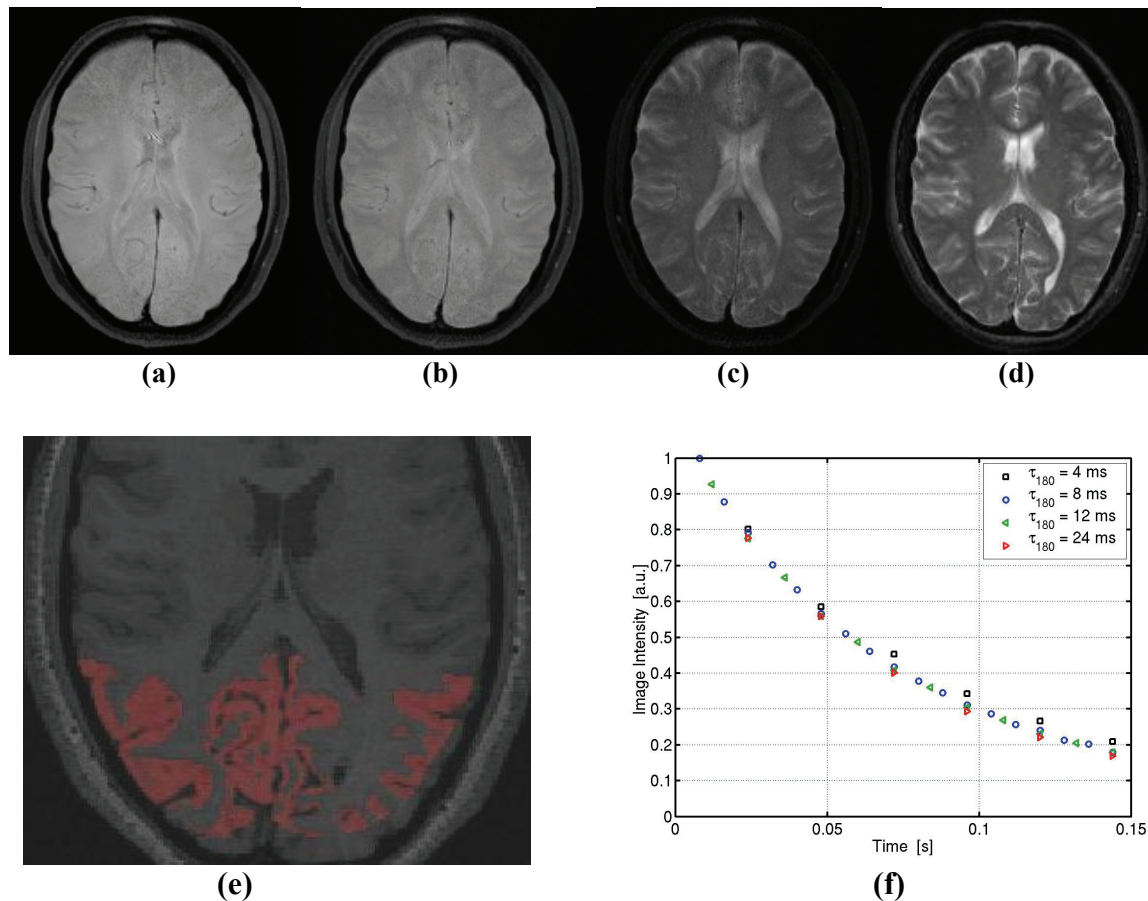 (a)
(b)
(c)
(d)
(e)
1
0.9
0.8
0.7
0.6
0.5
0.4
0.3
0.2
0.1
0
Image Intensity [a.u.]
τ180 = 4 ms
τ180 = 8 ms
τ180 = 12 ms
τ180 = 24 ms
0 0.05 0.1 0.15
Time [s]
(f)